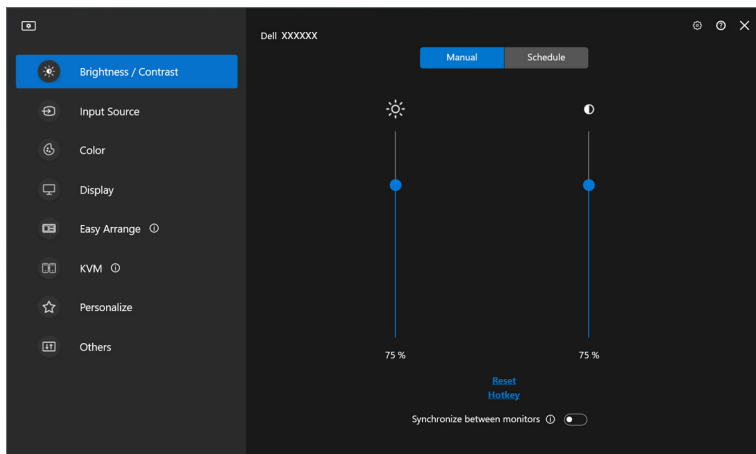 Dell XXXXXX
Brightness / Contrast
Input Source
Color
Display
Easy Arrange
KVM
Personalize
Others
Manual
Schedule
75 %
75 %
Reset
Hotkey
Synchronize between monitors